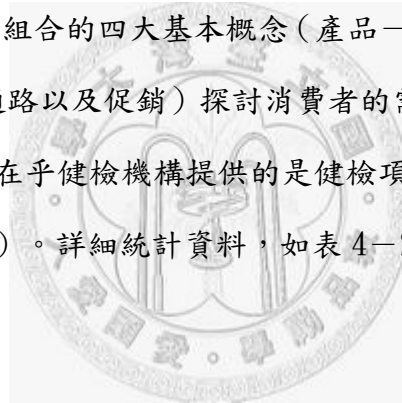 組合的四大基本概念（產品－
通路以及促銷）探討消費者的需
在乎健檢機構提供的是健檢項
）。詳細統計資料，如表 4－